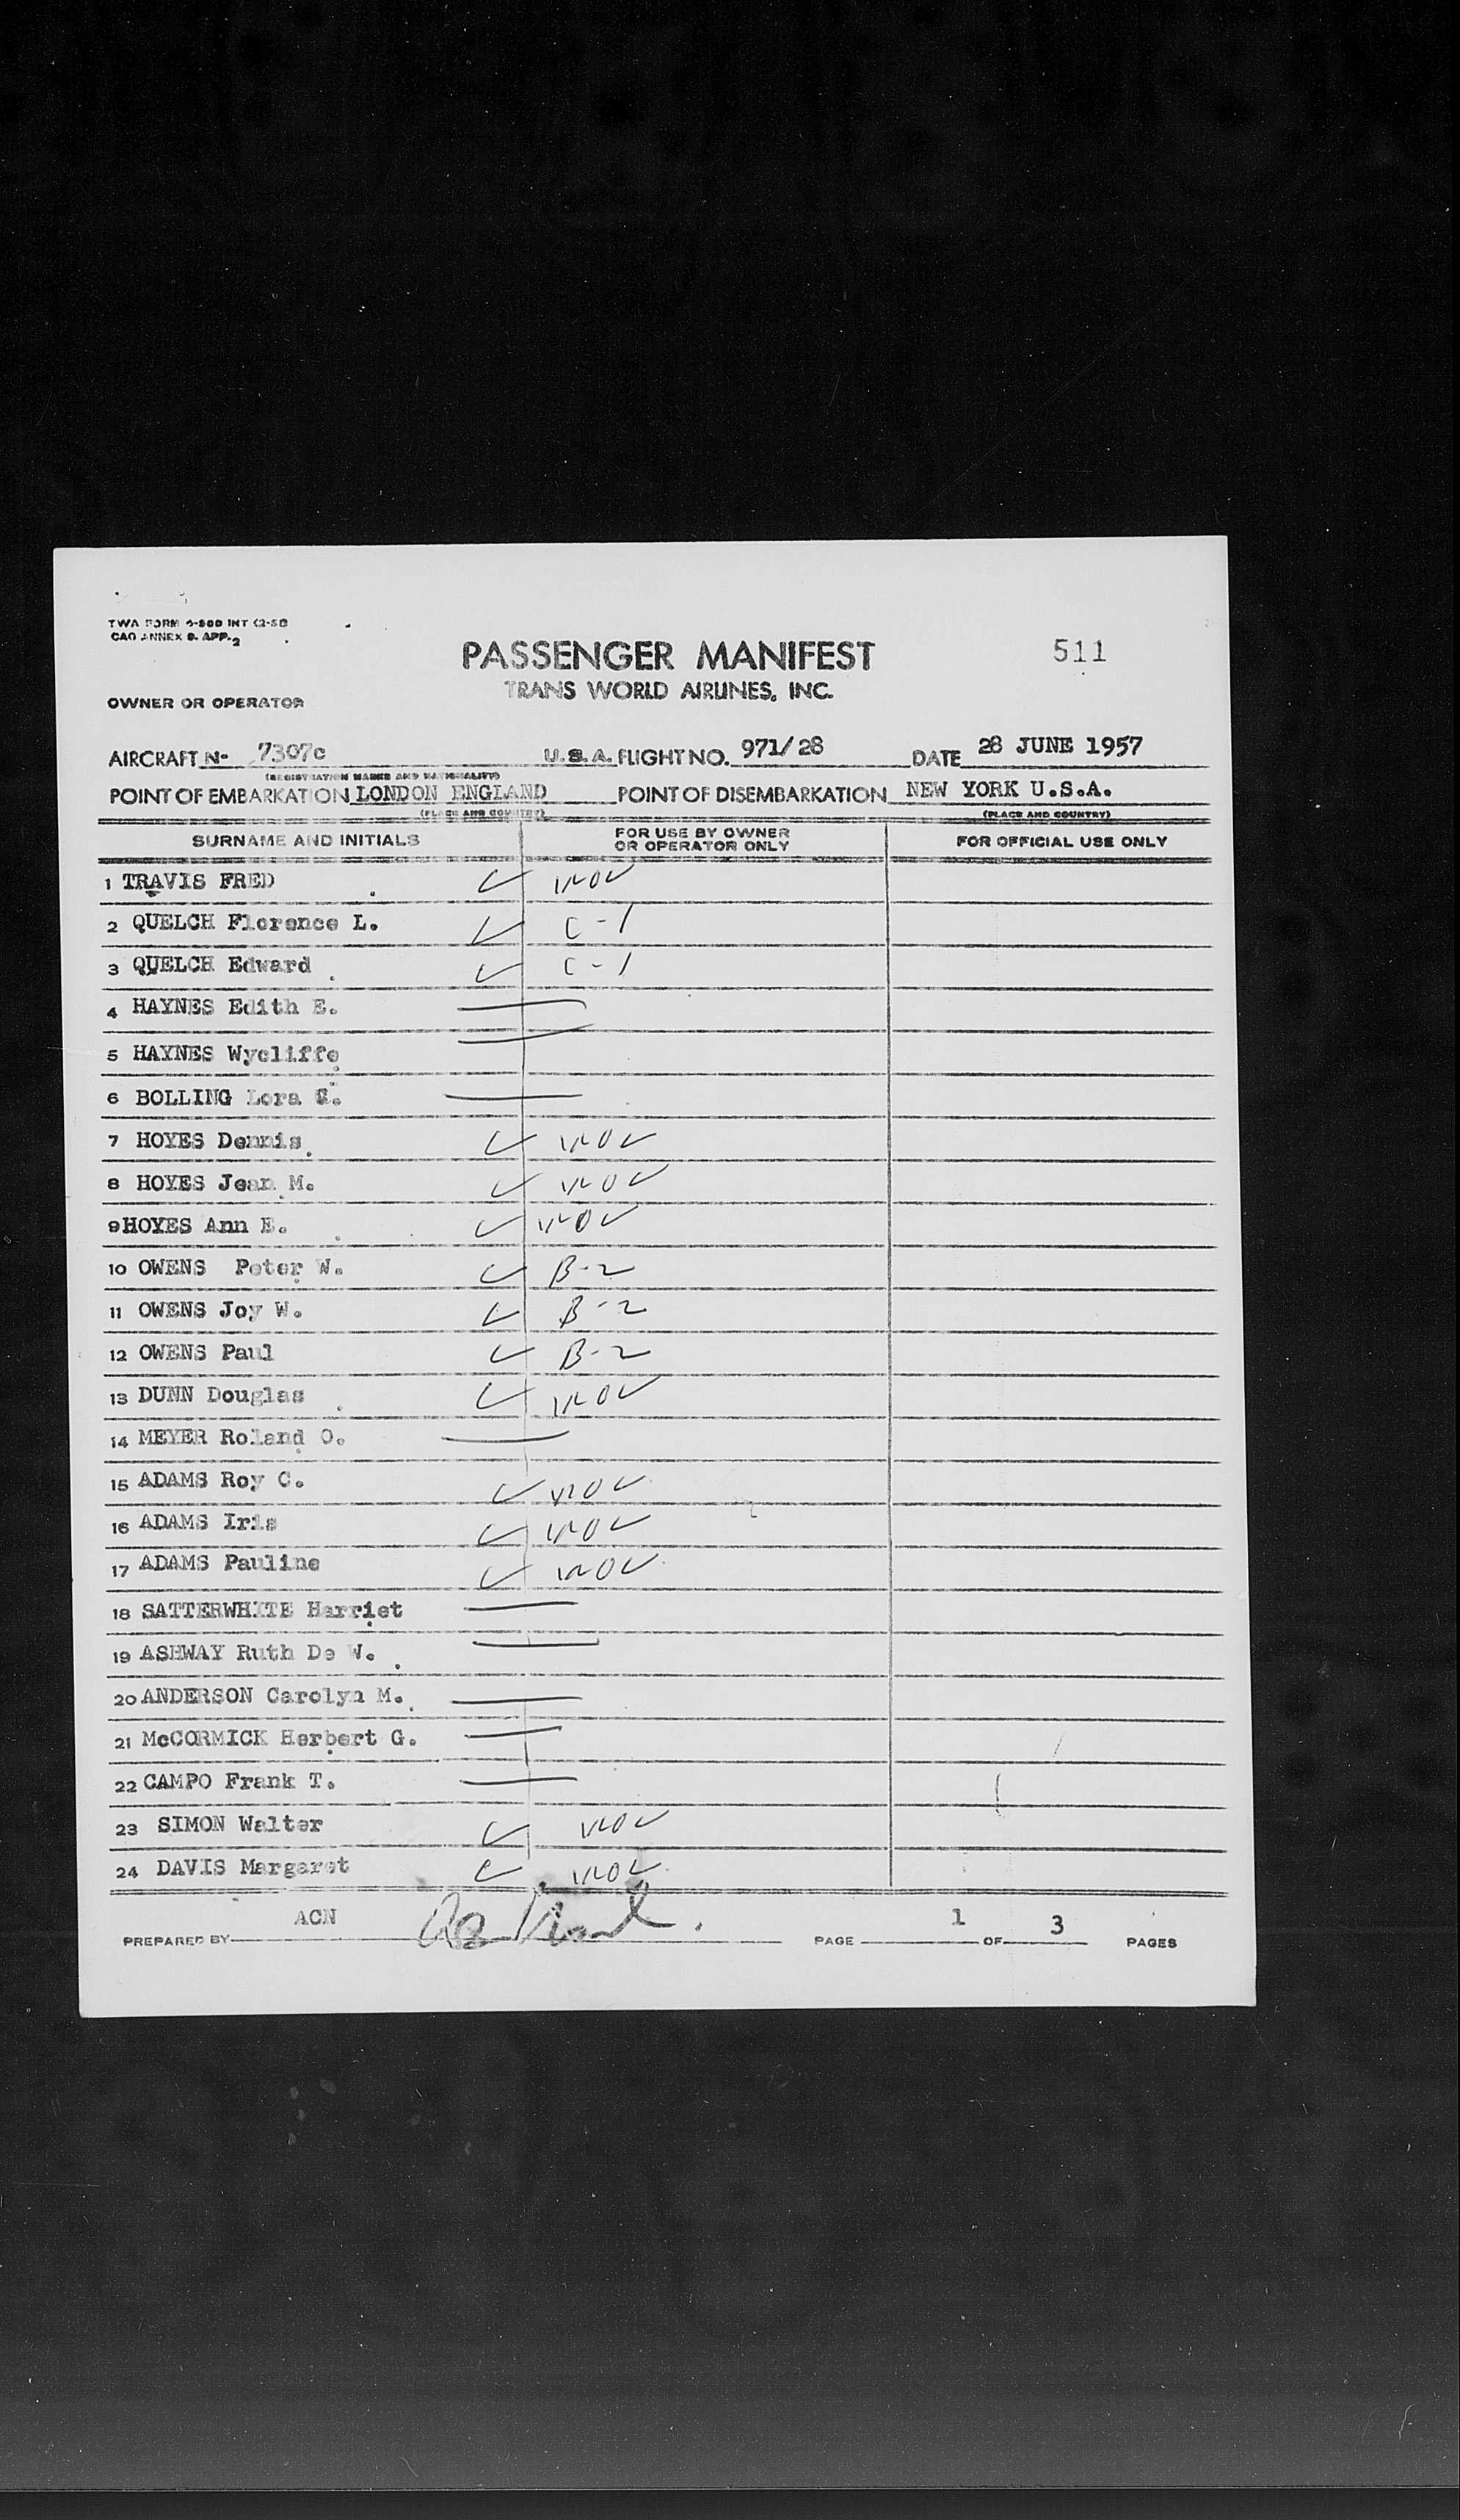 TWA FORM
ICAO ANNEX 9. APP. 2
PASSENGER MANIFEST 511
TRANS WORLD AIRLINES, INC.
OWNER OR OPERATOR
AIRCRAFT No 7307c U.S.A. FLIGHT NO. 971/28 DATE 28 JUNE 1957
(REGISTRATION MARKS AND NATIONALITY)
POINT OF EMBARKATION LONDON ENGLAND POINT OF DISEMBARKATION NEW YORK U.S.A.
(PLACE AND COUNTRY) (PLACE AND COUNTRY)
SURNAME AND INITIALS FOR USE BY OWNER OR OPERATOR ONLY FOR OFFICIAL USE ONLY
1 TRAVIS FRED
2 QUELCH Florence L. C-1
3 QUELCH Edward C-1
4 HAYNES Edith E.
5 HAYNES Wycliffe
6 BOLLING Lora
7 HOYES Dennis
8 HOYES Jean M.
9 HOYES Ann E.
10 OWENS Peter W. B-2
11 OWENS Joy W. B-2
12 OWENS Paul B-2
13 DUNN Douglas
14 MEYER Roland O.
15 ADAMS Roy C.
16 ADAMS Iris
17 ADAMS Pauline
18 SATTERWHITE Harriet
19 ASHWAY Ruth De W.
20 ANDERSON Carolyn M.
21 McCORMICK Herbert G.
22 CAMPO Frank T.
23 SIMON Walter
24 DAVIS Margaret
PREPARED BY ACN PAGE 1 OF 3 PAGES